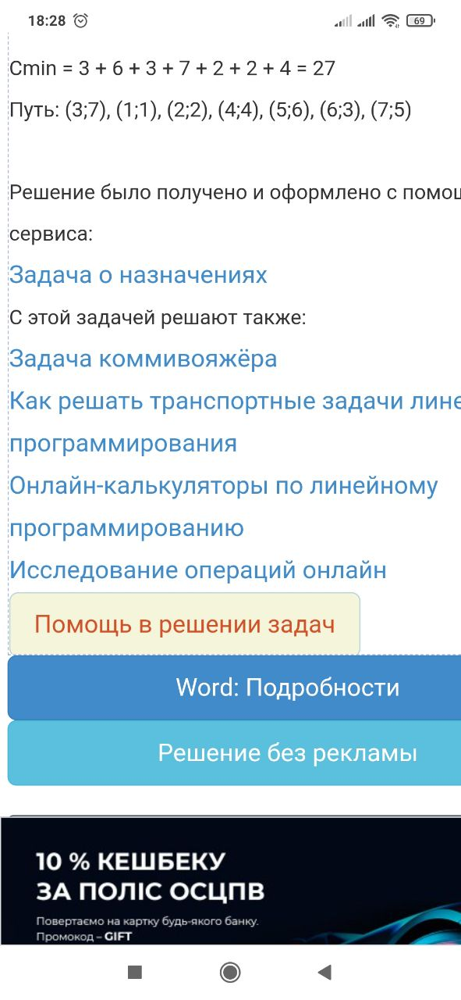 18:28
69
Cmin = 3 + 6 + 3 + 7 + 2 + 2 + 4 = 27
Путь: (3;7), (1;1), (2;2), (4;4), (5;6), (6;3), (7;5)
Решение было получено и оформлено с помощ
сервиса:
Задача о назначениях
С этой задачей решают также:
Задача коммивояжёра
Как решать транспортные задачи лине
программирования
Онлайн-калькуляторы по линейному
программированию
Исследование операций онлайн
Помощь в решении задач
Word: Подробности
Решение без рекламы
10 % КЕШБЕКУ
ЗА ПОЛІС ОСЦПВ
Повертаємо на картку будь-якого банку.
Промокод – GIFT